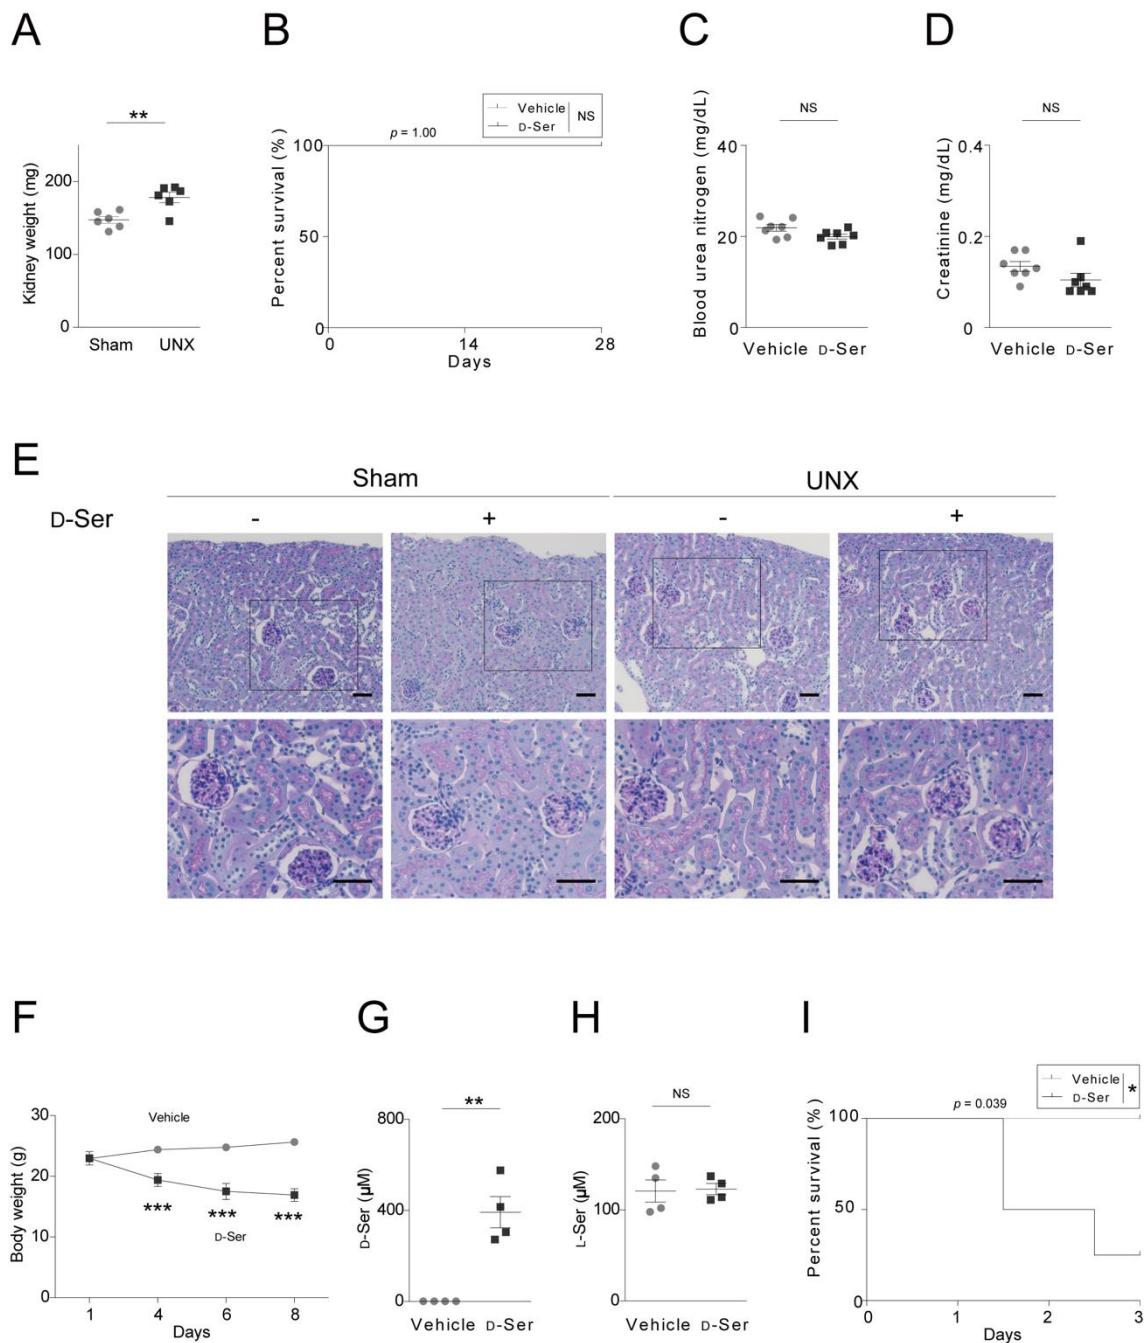 A
B
C
D
Kidney weight (mg)
**
200
100
0
Sham
UNX
Percent survival (%)
Vehicle
D-Ser
NS
p = 1.00
100
50
0
0
14
28
Days
Blood urea nitrogen (mg/dL)
NS
40
20
0
Vehicle D-Ser
Creatinine (mg/dL)
NS
0.4
0.2
0
Vehicle D-Ser
E
Sham
UNX
D-Ser
-
+
-
+
F
G
H
I
Body weight (g)
30
20
10
0
Vehicle
***
***
***
D-Ser
1
4
6
8
Days
D-Ser (µM)
**
800
400
0
Vehicle D-Ser
L-Ser (µM)
NS
200
100
0
Vehicle D-Ser
Percent survival (%)
Vehicle
D-Ser
*
p = 0.039
100
50
0
0
1
2
3
Days